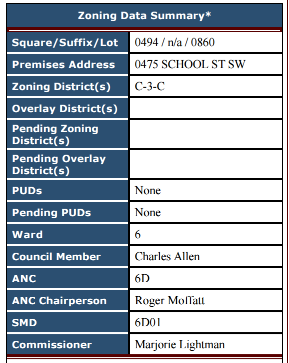 Zoning Data Summary*
Square/Suffix/Lot 0494 / n/a / 0860
Premises Address 0475 SCHOOL ST SW
Zoning District(s) C-3-C
Overlay District(s)
Pending Zoning
District(s)
Pending Overlay
District(s)
PUDs None
Pending PUDs None
Ward 6
Council Member Charles Allen
ANC 6D
ANC Chairperson Roger Moffatt
SMD 6D01
Commissioner Marjorie Lightman